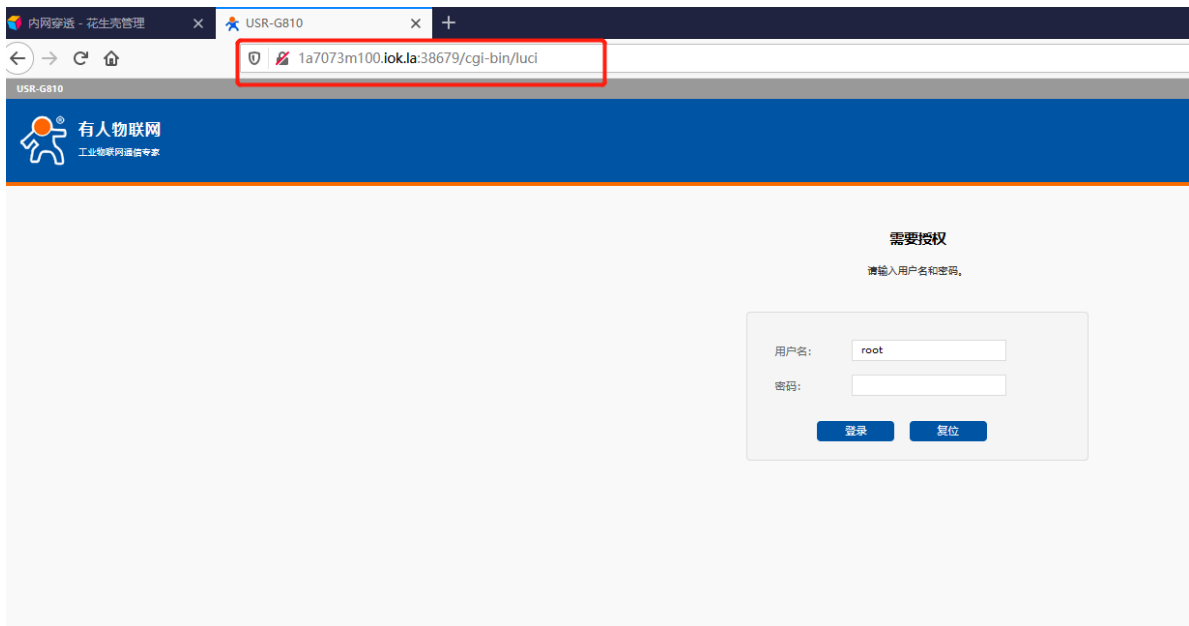 内网穿透 - 花生壳管理
USR-G810
1a7073m100.iok.la:38679/cgi-bin/luci
USR-G810
有人物联网
工业物联网通信专家
需要授权
请输入用户名和密码。
用户名: root
密码:
登录 复位